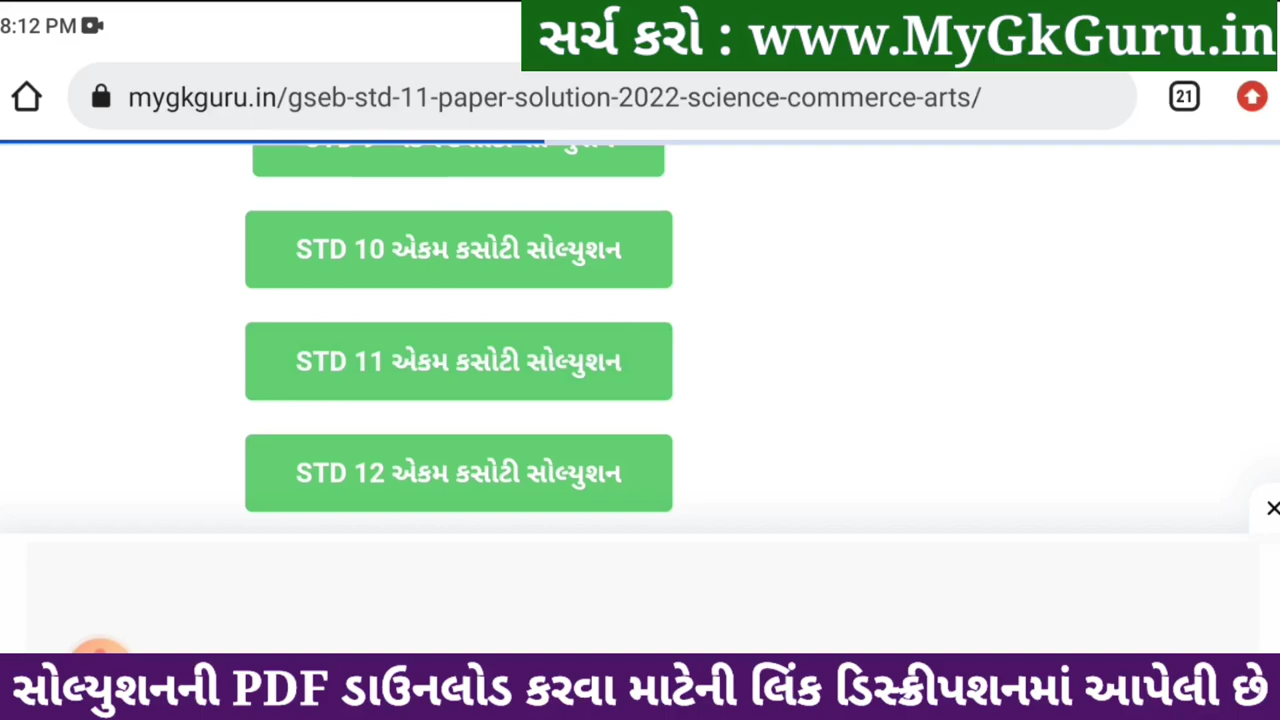 8:12 PM
સર્ચ કરો : www.MyGkGuru.in
mygkguru.in/gseb-std-11-paper-solution-2022-science-commerce-arts/
21
STD 10 એકમ કસોટી સોલ્યુશન
STD 11 એકમ કસોટી સોલ્યુશન
STD 12 એકમ કસોટી સોલ્યુશન
સોલ્યુશનની PDF ડાઉનલોડ કરવા માટેની લિંક ડિસ્ક્રીપશનમાં આપેલી છે